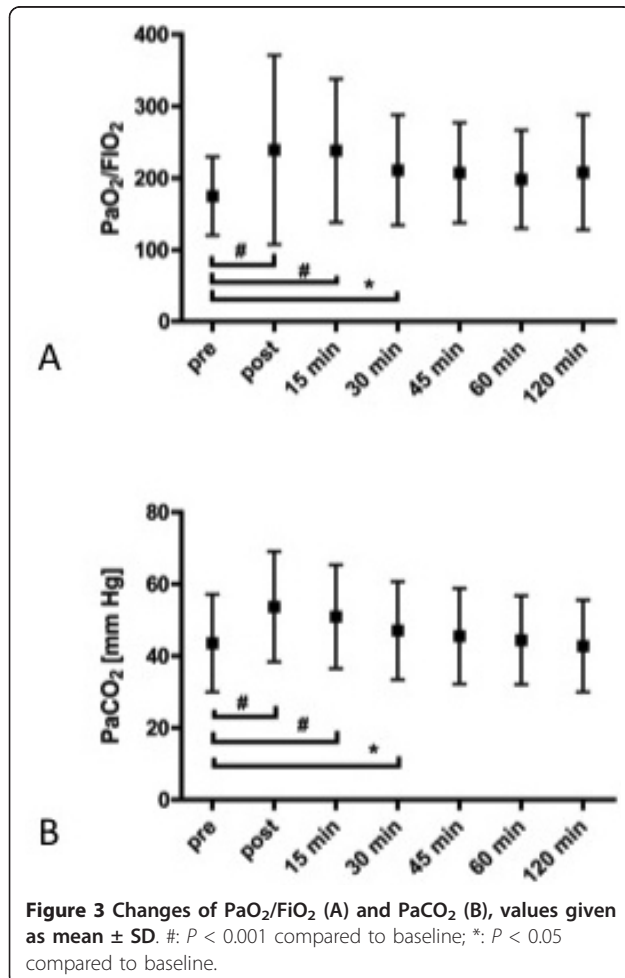 400
300
200
100
0
PaO₂/FIO₂
#
#
*
A
pre post 15 min 30 min 45 min 60 min 120 min
80
60
40
20
0
PaCO₂ [mm Hg]
#
#
*
B
pre post 15 min 30 min 45 min 60 min 120 min
Figure 3 Changes of PaO₂/FiO₂ (A) and PaCO₂ (B), values given
as mean ± SD. #: P < 0.001 compared to baseline; *: P < 0.05
compared to baseline.